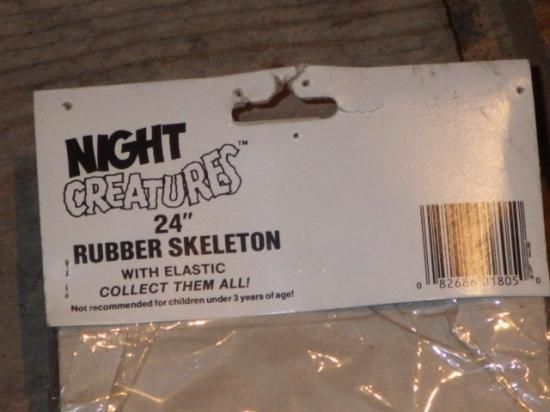 NIGHT
CREATURES™
24"
RUBBER SKELETON
WITH ELASTIC
COLLECT THEM ALL!
Not recommended for children under 3 years of age!
0 82686 01805